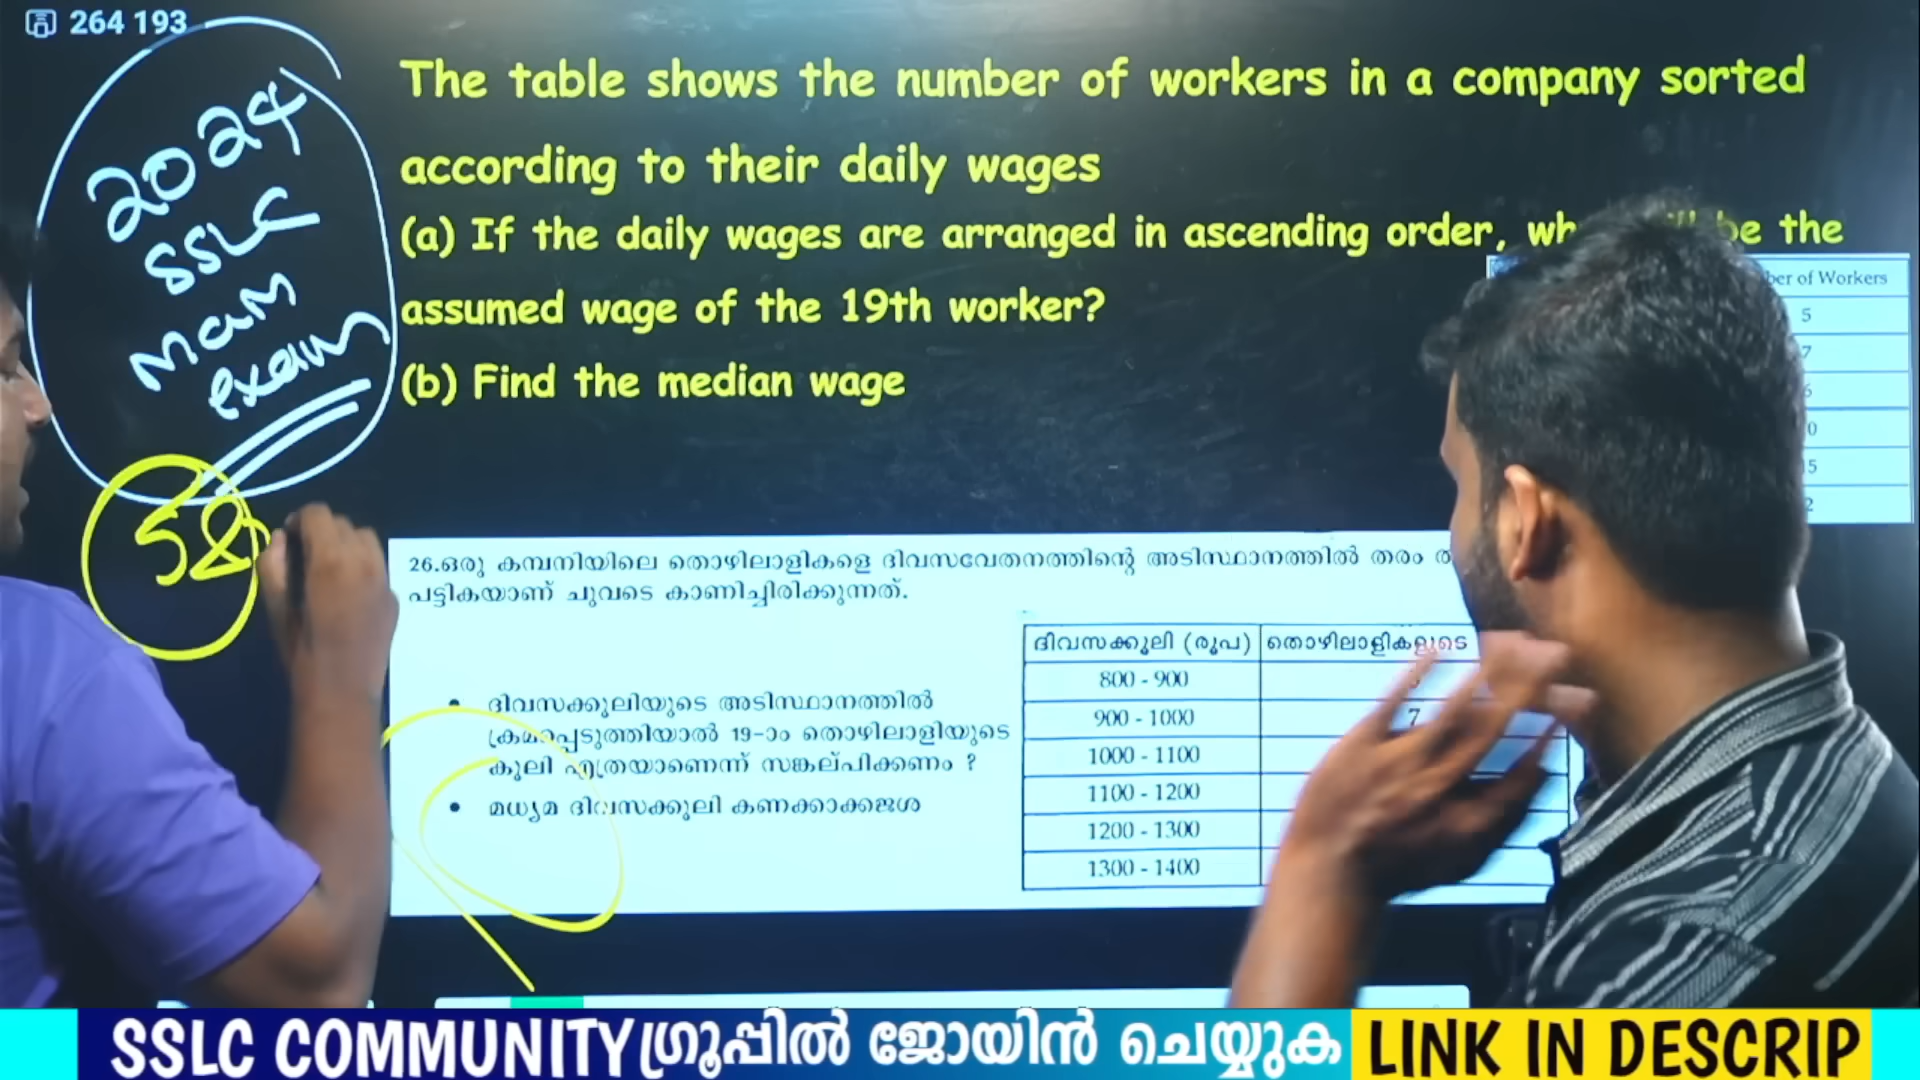 264 193
2024
SSLC
Main
exam
The table shows the number of workers in a company sorted
according to their daily wages
(a) If the daily wages are arranged in ascending order, be the
assumed wage of the 19th worker?
(b) Find the median wage
of Workers
5
7
5മ
26.ഒരു കമ്പനിയിലെ തൊഴിലാളികളെ ദിവസവേതനത്തിന്റെ അടിസ്ഥാനത്തിൽ തരം
പട്ടികയാണ് ചുവടെ കാണിച്ചിരിക്കുന്നത്.
ദിവസക്കൂലി (രൂപ) തൊഴിലാളികളുടെ
800 - 900
900 - 1000 7
1000 - 1100
1100 - 1200
1200 - 1300
1300 - 1400
• ദിവസക്കൂലിയുടെ അടിസ്ഥാനത്തിൽ
ക്രമപ്പെടുത്തിയാൽ 19-ാം തൊഴിലാളിയുടെ
കൂലി എത്രയാണെന്ന് സങ്കല്പിക്കണം ?
• മധ്യമ ദിവസക്കൂലി കണക്കാക്കജശ
SSLC COMMUNITY ഗ്രൂപ്പിൽ ജോയിൻ ചെയ്യുക LINK IN DESCRIP